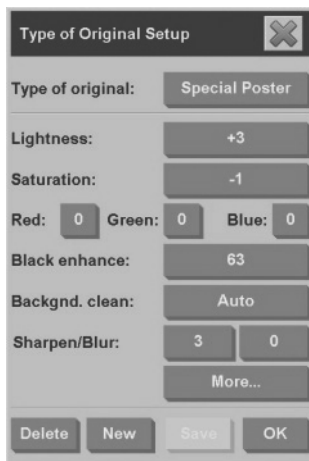 Type of Original Setup
Type of original: Special Poster
Lightness: +3
Saturation: -1
Red: 0 Green: 0 Blue: 0
Black enhance: 63
Backgnd. clean: Auto
Sharpen/Blur: 3 0
More...
Delete New Save OK